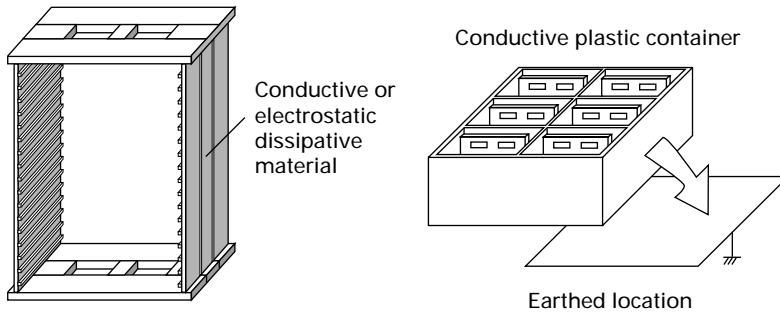 Conductive or
electrostatic
dissipative
material
Conductive plastic container
Earthed location